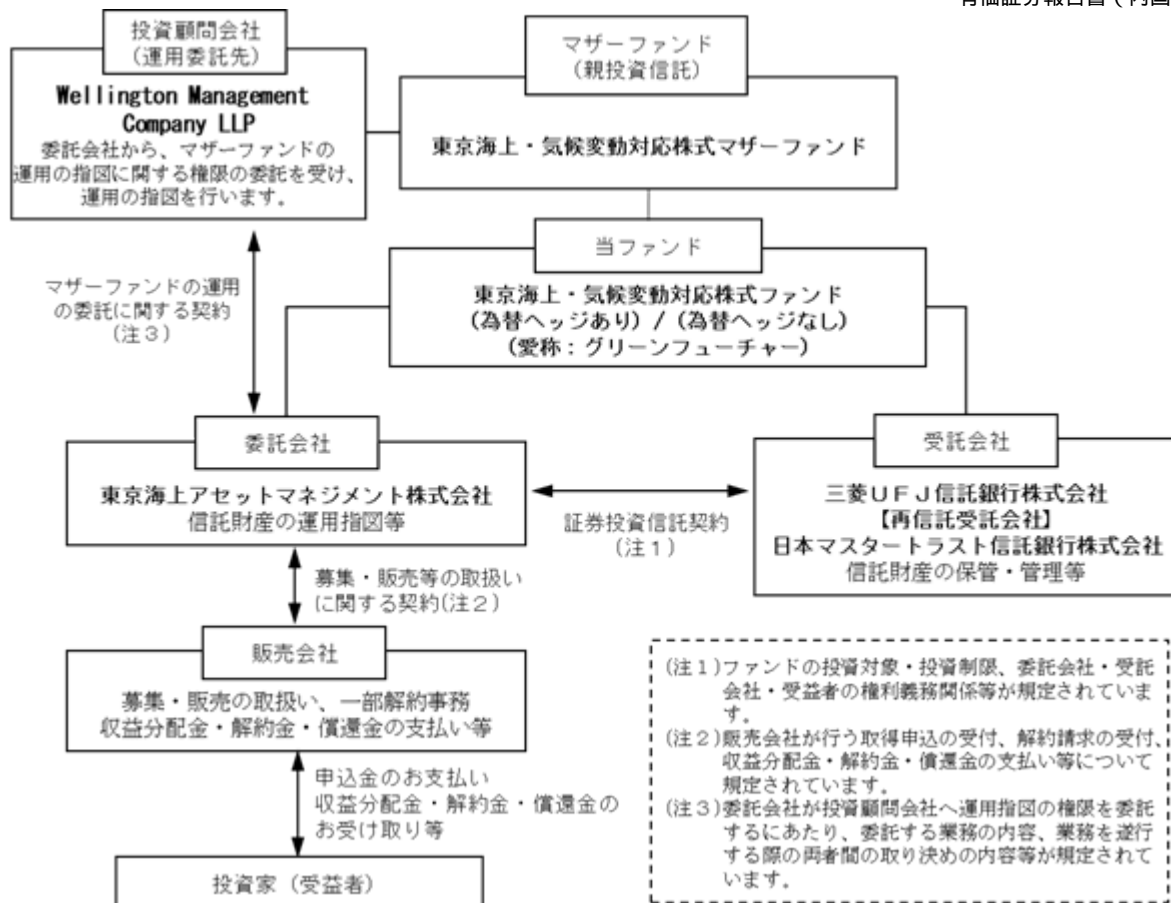 有価証券報告書(内国
投資顧問会社
(運用委託先)
Wellington Management
Company LLP
委託会社から、マザーファンドの
運用の指図に関する権限の委託を受け、
運用の指図を行います。
マザーファンド
(親投資信託)
東京海上・気候変動対応株式マザーファンド
当ファンド
東京海上・気候変動対応株式ファンド
(為替ヘッジあり)/(為替ヘッジなし)
(愛称:グリーンフューチャー)
マザーファンドの運用
の委託に関する契約
(注3)
委託会社
東京海上アセットマネジメント株式会社
信託財産の運用指図等
証券投資信託契約
(注1)
受託会社
三菱UFJ信託銀行株式会社
【再信託受託会社】
日本マスタートラスト信託銀行株式会社
信託財産の保管・管理等
募集・販売等の取扱い
に関する契約(注2)
販売会社
募集・販売の取扱い、一部解約事務
収益分配金・解約金・償還金の支払い等
申込金のお支払い
収益分配金・解約金・償還金の
お受け取り等
投資家(受益者)
(注1)ファンドの投資対象・投資制限、委託会社・受託
会社・受益者の権利義務関係等が規定されていま
す。
(注2)販売会社が行う取得申込の受付、解約請求の受付、
収益分配金・解約金・償還金の支払い等について
規定されています。
(注3)委託会社が投資顧問会社へ運用指図の権限を委託
するにあたり、委託する業務の内容、業務を遂行
する際の両者間の取り決めの内容等が規定されて
います。